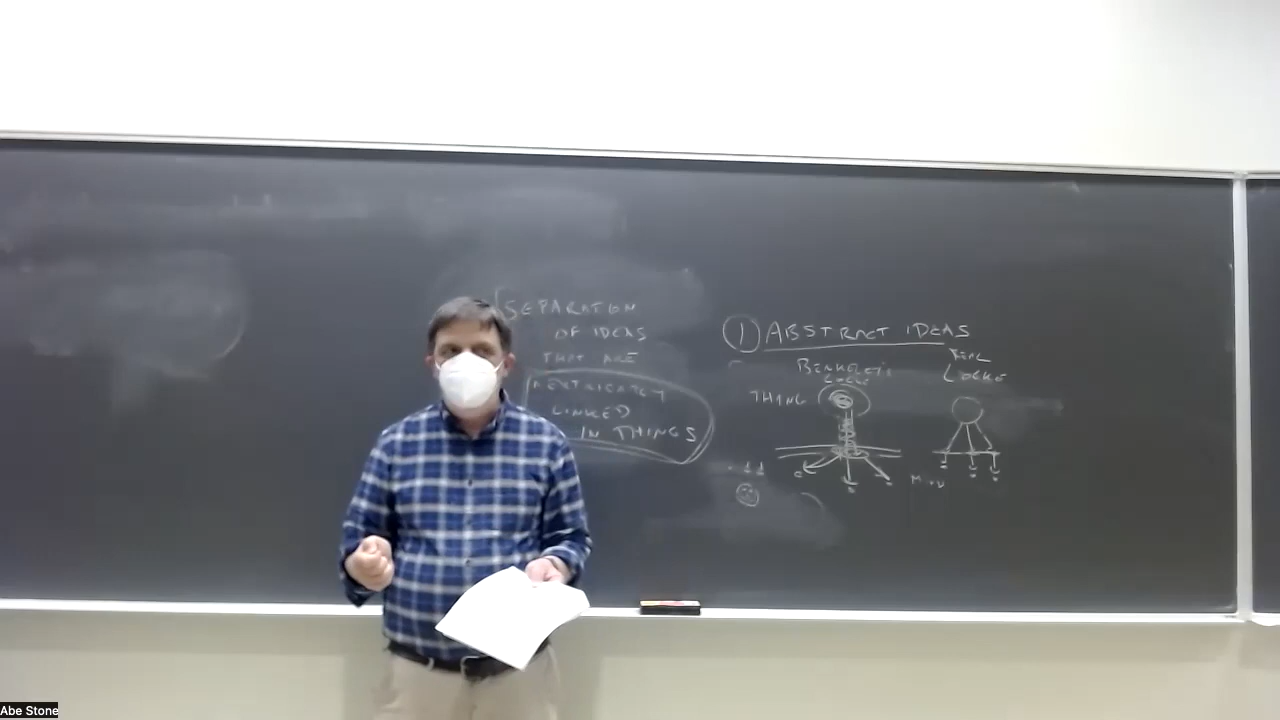 SEPARATION
OF IDEAS
THAT ARE
INEXTRICABLY
LINKED
IN THINGS
① ABSTRACT IDEAS
BERKELEY'S
LOCKE
REAL
LOCKE
THING
MIND
Abe Stone